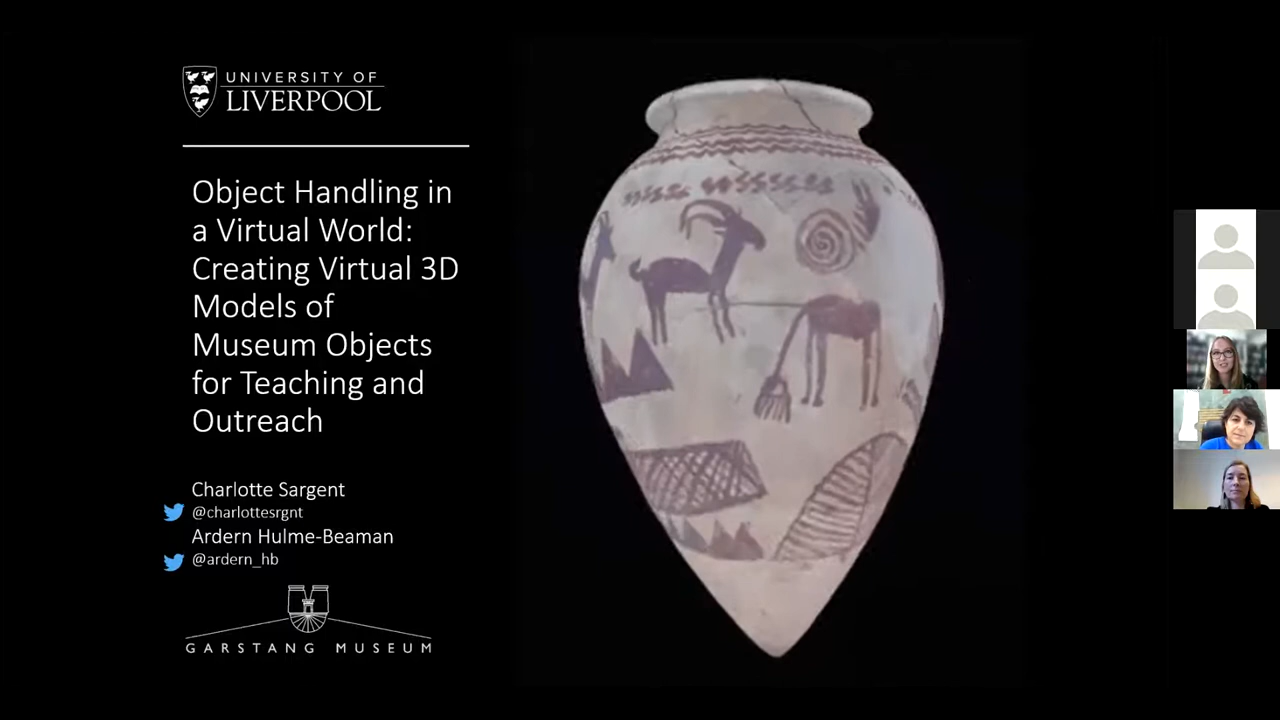 UNIVERSITY OF
LIVERPOOL
Object Handling in
a Virtual World:
Creating Virtual 3D
Models of
Museum Objects
for Teaching and
Outreach
Charlotte Sargent
@charlottesrgnt
Ardern Hulme-Beaman
@ardern_hb
GARSTANG MUSEUM